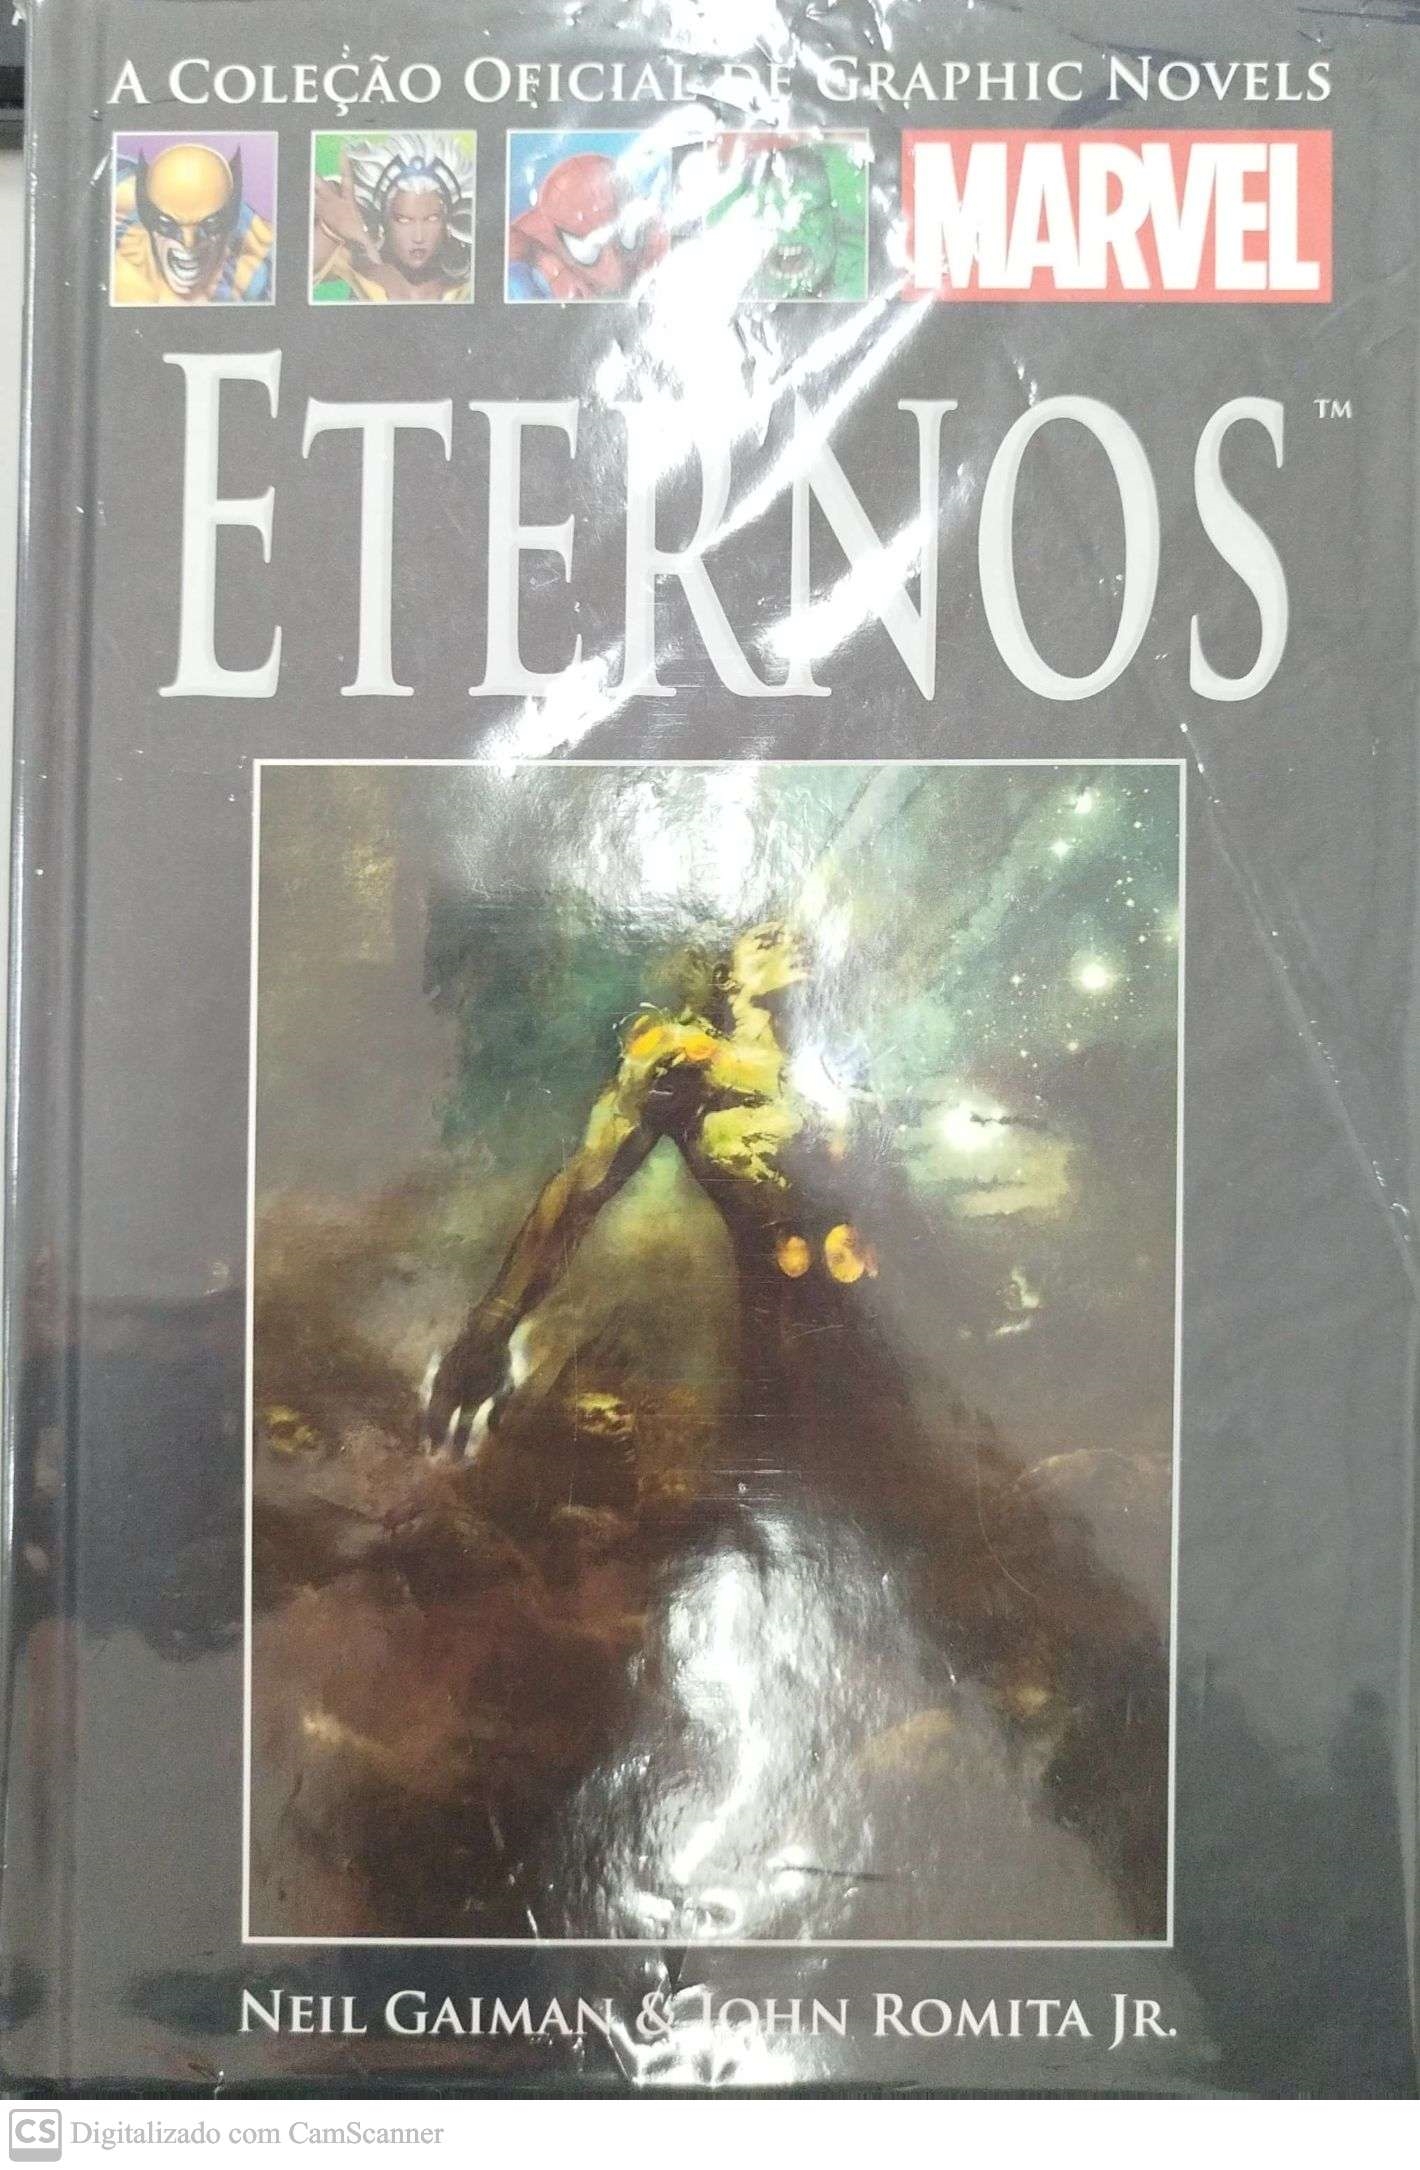 A COLEÇÃO OFICIAL DE GRAPHIC NOVELS
MARVEL
ETERNOS™
NEIL GAIMAN & JOHN ROMITA JR.
CS Digitalizado com CamScanner